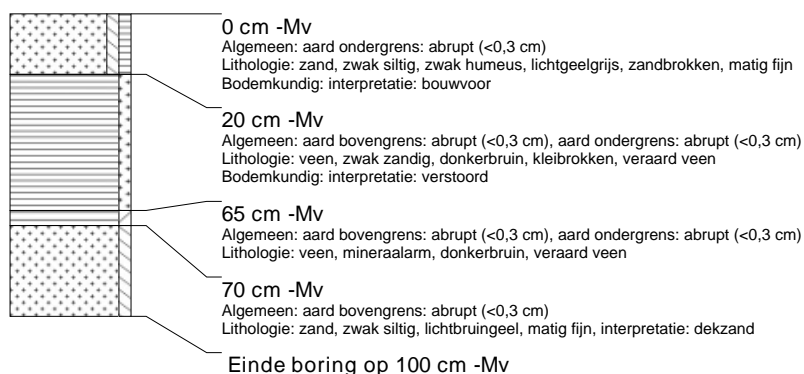 0 cm -Mv
Algemeen: aard ondergrens: abrupt (<0,3 cm)
Lithologie: zand, zwak siltig, zwak humeus, lichtgeelgrijs, zandbrokken, matig fijn
Bodemkundig: interpretatie: bouwvoor
20 cm -Mv
Algemeen: aard bovengrens: abrupt (<0,3 cm), aard ondergrens: abrupt (<0,3 cm)
Lithologie: veen, zwak zandig, donkerbruin, kleibrokken, veraard veen
Bodemkundig: interpretatie: verstoord
65 cm -Mv
Algemeen: aard bovengrens: abrupt (<0,3 cm), aard ondergrens: abrupt (<0,3 cm)
Lithologie: veen, mineraalarm, donkerbruin, veraard veen
70 cm -Mv
Algemeen: aard bovengrens: abrupt (<0,3 cm)
Lithologie: zand, zwak siltig, lichtbruingeel, matig fijn, interpretatie: dekzand
Einde boring op 100 cm -Mv